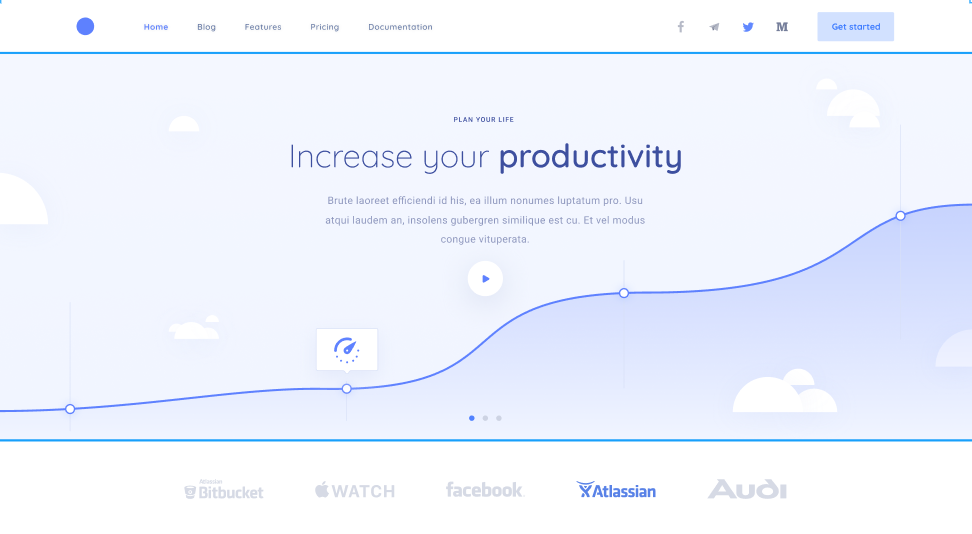 Home Blog Features Pricing Documentation Get started
PLAN YOUR LIFE
Increase your productivity
Brute laoreet efficiendi id his, ea illum nonumes luptatum pro. Usu
atqui laudem an, insolens gubergren similique est cu. Et vel modus
congue vituperata.
Atlassian
Bitbucket WATCH facebook Atlassian Audi